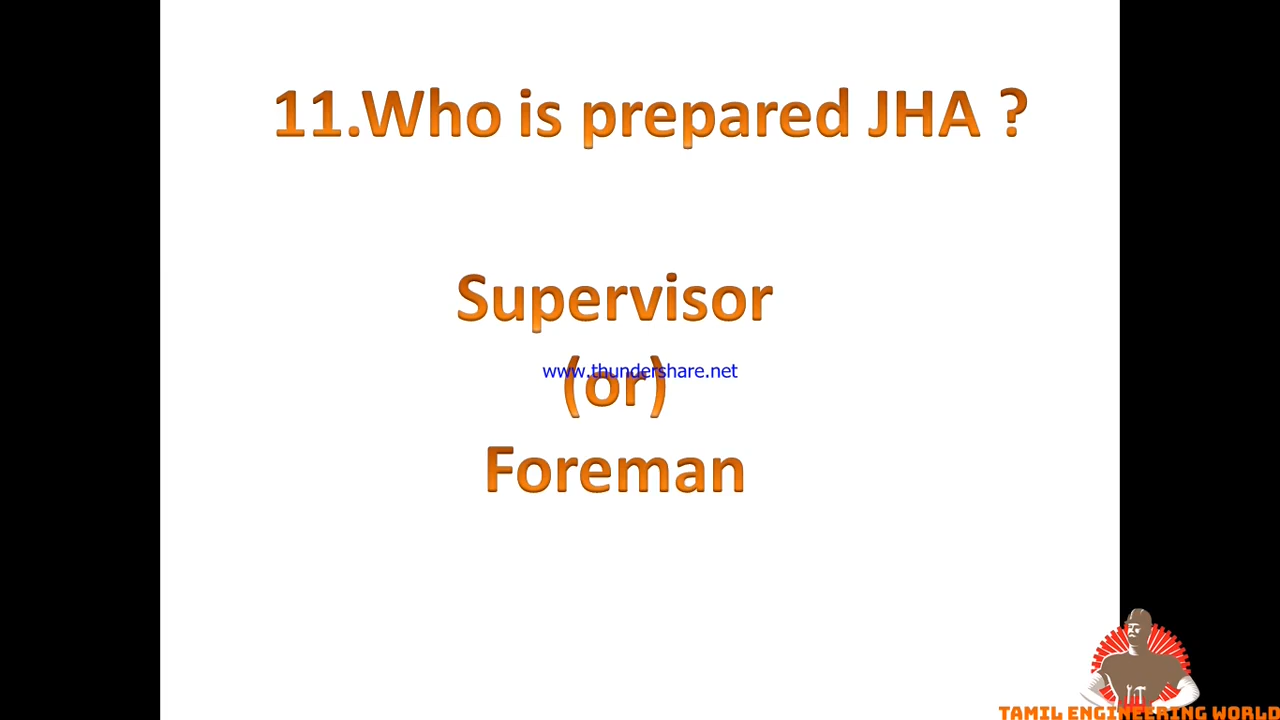 11.Who is prepared JHA ?
Supervisor
(or)
www.thundershare.net
Foreman
TAMIL ENGINEERING WORLD